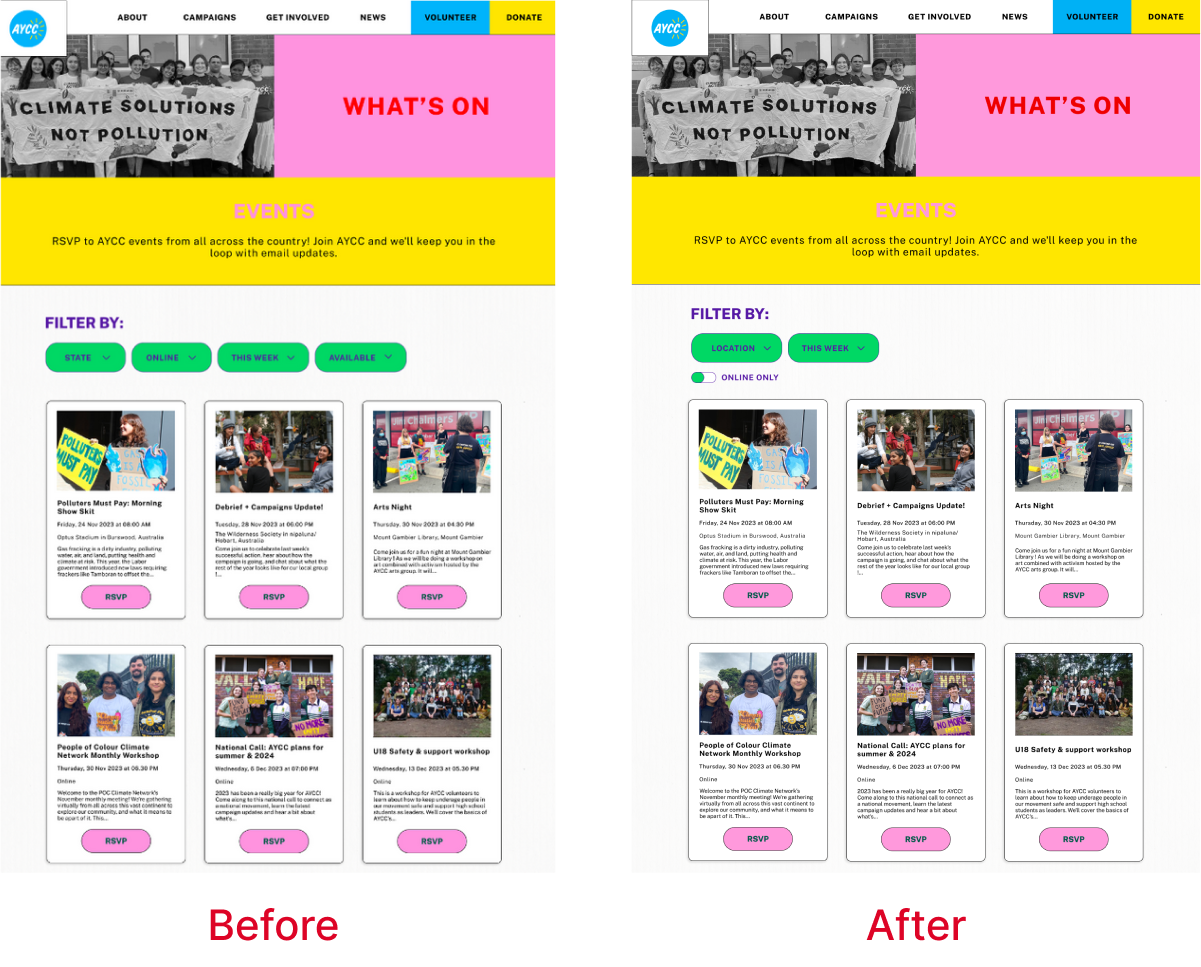 AYCC
ABOUT CAMPAIGNS GET INVOLVED NEWS VOLUNTEER DONATE
CLIMATE SOLUTIONS
NOT POLLUTION
WHAT'S ON
EVENTS
RSVP to AYCC events from all across the country! Join AYCC and we'll keep you in the
loop with email updates.
FILTER BY:
STATE ONLINE THIS WEEK AVAILABLE
POLLUTERS
MUST PAY
GAS
IS A
FOSSIL
Chalmers
Polluters Must Pay: Morning
Show Skit
Friday, 24 Nov 2023 at 08:00 AM
Optus Stadium in Burswood, Australia
Gas fracking is a dirty industry, polluting
water, air, and land, putting health and
climate at risk. This year, the Labor
government introduced new laws requiring
frackers like Tamboran to offset the...
RSVP
Debrief + Campaigns Update!
Tuesday, 28 Nov 2023 at 06:00 PM
The Wilderness Society in nipaluna/
Hobart, Australia
Come join us to celebrate last week's
successful action, hear about how the
campaign is going, and chat about what the
rest of the year looks like for our local group
!...
RSVP
Arts Night
Thursday, 30 Nov 2023 at 04:30 PM
Mount Gambier Library, Mount Gambier
Come join us for a fun night at Mount Gambier
Library! As we will be doing a workshop on
art combined with activism hosted by the
AYCC arts group. It will...
RSVP
VALL HOPE
NO MORE
People of Colour Climate
Network Monthly Workshop
Thursday, 30 Nov 2023 at 06.30 PM
Online
Welcome to the POC Climate Network's
November monthly meeting! We're gathering
virtually from all across this vast continent to
explore our community, and what it means to
be apart of it. This...
RSVP
National Call: AYCC plans for
summer & 2024
Wednesday, 6 Dec 2023 at 07:00 PM
Online
2023 has been a really big year for AYCC!
Come along to this national call to connect as
a national movement, learn the latest
campaign updates and hear a bit about
what's...
RSVP
U18 Safety & support workshop
Wednesday, 13 Dec 2023 at 05.30 PM
Online
This is a workshop for AYCC volunteers to
learn about how to keep underage people in
our movement safe and support high school
students as leaders. We'll cover the basics of
AYCC's...
RSVP
Before
AYCC
ABOUT CAMPAIGNS GET INVOLVED NEWS VOLUNTEER DONATE
CLIMATE SOLUTIONS
NOT POLLUTION
WHAT'S ON
EVENTS
RSVP to AYCC events from all across the country! Join AYCC and we'll keep you in the
loop with email updates.
FILTER BY:
LOCATION THIS WEEK
ONLINE ONLY
POLLUTERS
MUST PAY
GAS
IS A
FOSSIL
Chalmers
Polluters Must Pay: Morning
Show Skit
Friday, 24 Nov 2023 at 08:00 AM
Optus Stadium in Burswood, Australia
Gas fracking is a dirty industry, polluting
water, air, and land, putting health and
climate at risk. This year, the Labor
government introduced new laws requiring
frackers like Tamboran to offset the...
RSVP
Debrief + Campaigns Update!
Tuesday, 28 Nov 2023 at 06:00 PM
The Wilderness Society in nipaluna/
Hobart, Australia
Come join us to celebrate last week's
successful action, hear about how the
campaign is going, and chat about what the
rest of the year looks like for our local group
!...
RSVP
Arts Night
Thursday, 30 Nov 2023 at 04:30 PM
Mount Gambier Library, Mount Gambier
Come join us for a fun night at Mount Gambier
Library! As we will be doing a workshop on
art combined with activism hosted by the
AYCC arts group. It will...
RSVP
VALL HOPE
NO MORE
People of Colour Climate
Network Monthly Workshop
Thursday, 30 Nov 2023 at 06.30 PM
Online
Welcome to the POC Climate Network's
November monthly meeting! We're gathering
virtually from all across this vast continent to
explore our community, and what it means to
be apart of it. This...
RSVP
National Call: AYCC plans for
summer & 2024
Wednesday, 6 Dec 2023 at 07:00 PM
Online
2023 has been a really big year for AYCC!
Come along to this national call to connect as
a national movement, learn the latest
campaign updates and hear a bit about
what's...
RSVP
U18 Safety & support workshop
Wednesday, 13 Dec 2023 at 05.30 PM
Online
This is a workshop for AYCC volunteers to
learn about how to keep underage people in
our movement safe and support high school
students as leaders. We'll cover the basics of
AYCC's...
RSVP
After